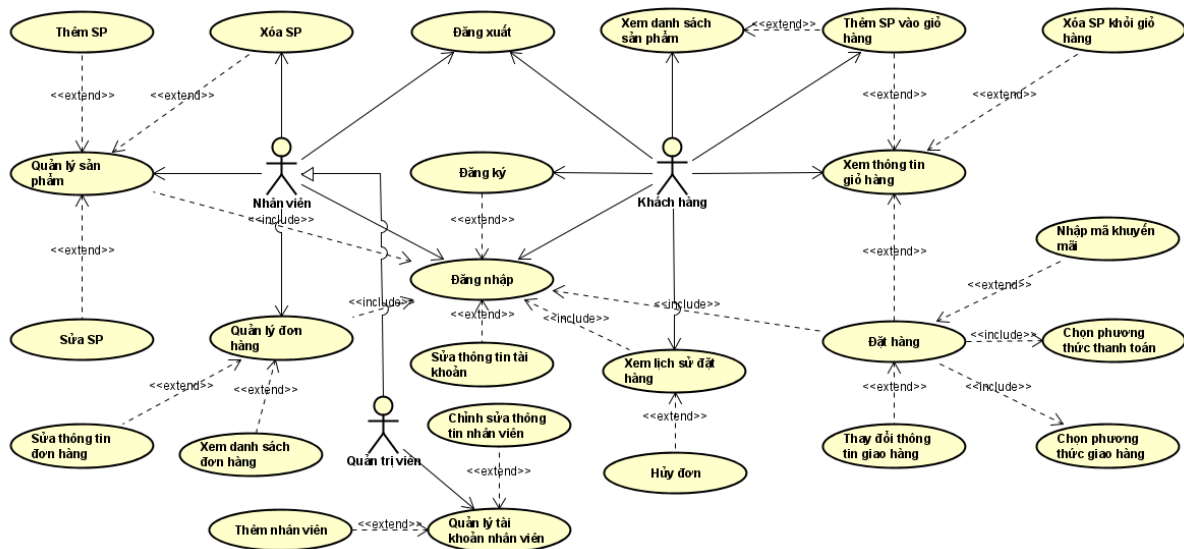 Thêm SP
Xóa SP
Đăng xuất
Xem danh sách
sản phẩm
<<extend>>
Thêm SP vào giỏ
hàng
Xóa SP khỏi giỏ
hàng
<<extend>>
<<extend>>
<<extend>>
<<extend>>
Quản lý sản
phẩm
Nhân viên
Đăng ký
Khách hàng
Xem thông tin
giỏ hàng
<<include>>
<<extend>>
<<extend>>
<<extend>>
Nhập mã khuyến
mãi
<<extend>>
Đăng nhập
<<include>>
<<extend>>
<<include>>
<<include>>
Sửa SP
Quản lý đơn
hàng
Sửa thông tin tài
khoản
Xem lịch sử đặt
hàng
Đặt hàng
<<include>>
Chọn phương
thức thanh toán
<<extend>>
<<extend>>
<<extend>>
<<extend>>
<<include>>
Sửa thông tin
đơn hàng
Xem danh sách
đơn hàng
Quản trị viên
Chỉnh sửa thông
tin nhân viên
Thay đổi thông
tin giao hàng
Chọn phương
thức giao hàng
<<extend>>
Hủy đơn
Thêm nhân viên
<<extend>>
Quản lý tài
khoản nhân viên